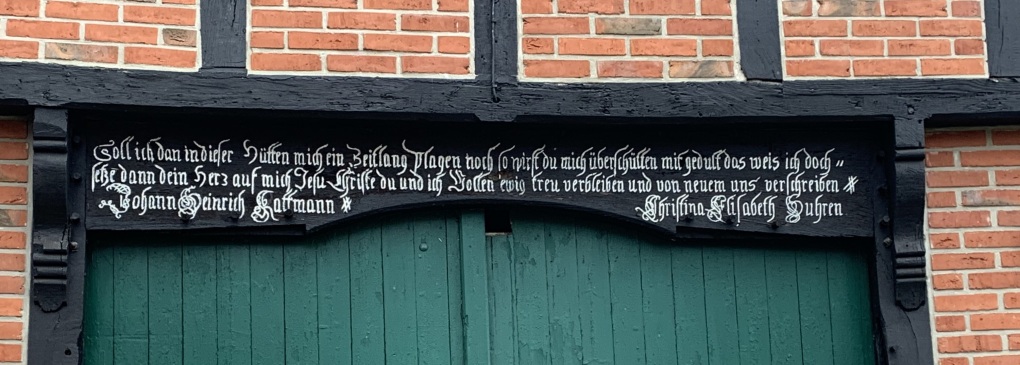 Soll ich dan in dieser Hütten mich ein Zeitlang Plagen noch so wirst du mich überschütten mit gedult das weis ich doch "
setze dann dein Herz auf mich Jesu Christe du und ich Wollen ewig treu verbleiben und von neuem uns verschreiben *
Johann Heinrich Kattmann * Christina Elisabeth Suhren